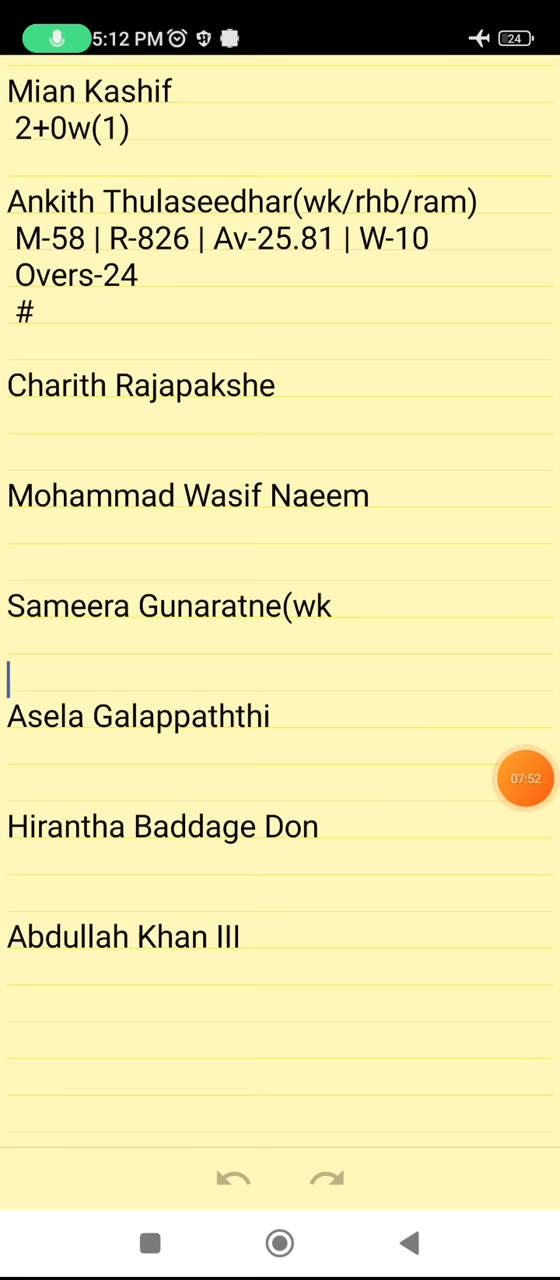 5:12 PM
24
Mian Kashif
2+0w(1)
Ankith Thulaseedhar(wk/rhb/ram)
M-58 | R-826 | Av-25.81 | W-10
Overs-24
#
Charith Rajapakshe
Mohammad Wasif Naeem
Sameera Gunaratne(wk
Asela Galappaththi
07:52
Hirantha Baddage Don
Abdullah Khan III